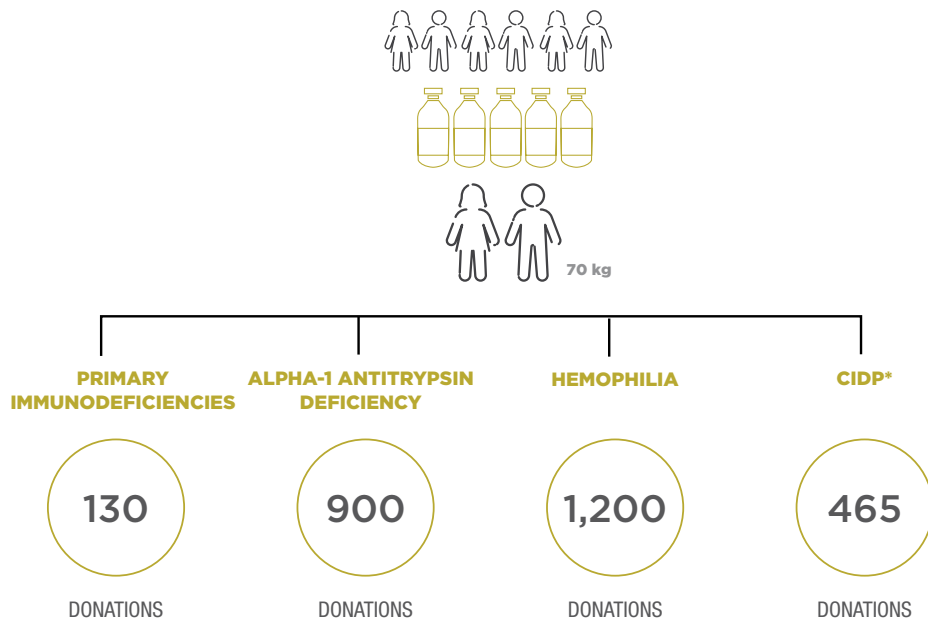 70 kg
PRIMARY
IMMUNODEFICIENCIES
ALPHA-1 ANTITRYPSIN
DEFICIENCY
HEMOPHILIA
CIDP*
130
900
1,200
465
DONATIONS
DONATIONS
DONATIONS
DONATIONS